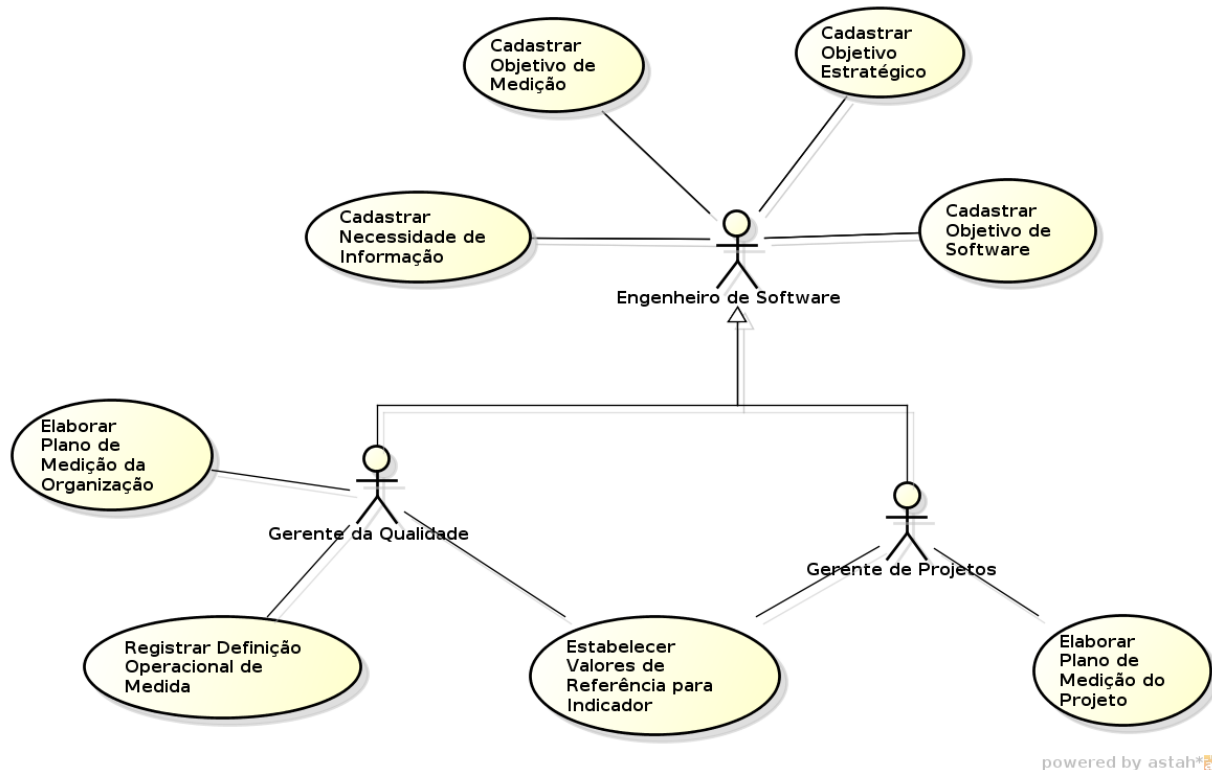 Cadastrar
Objetivo de
Medição
Cadastrar
Objetivo
Estratégico
Cadastrar
Necessidade de
Informação
Cadastrar
Objetivo de
Software
Engenheiro de Software
Elaborar
Plano de
Medição da
Organização
Gerente da Qualidade
Gerente de Projetos
Registrar Definição
Operacional de
Medida
Estabelecer
Valores de
Referência para
Indicador
Elaborar
Plano de
Medição do
Projeto
powered by astah*